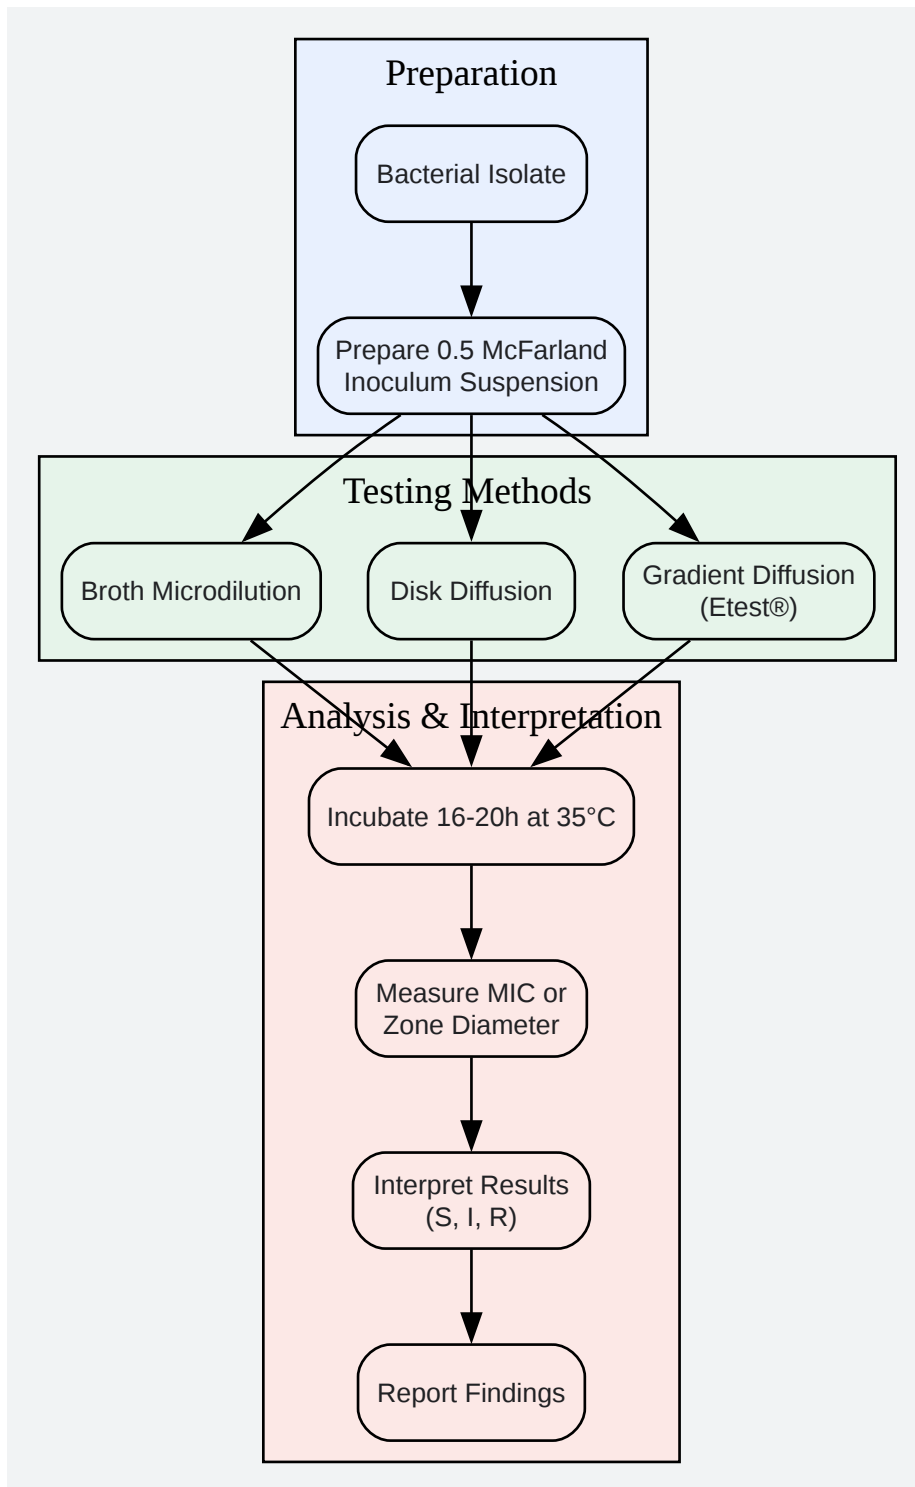 Preparation
Bacterial Isolate
Prepare 0.5 McFarland
Inoculum Suspension
Testing Methods
Broth Microdilution
Disk Diffusion
Gradient Diffusion
(Etest®)
Analysis & Interpretation
Incubate 16-20h at 35°C
Measure MIC or
Zone Diameter
Interpret Results
(S, I, R)
Report Findings